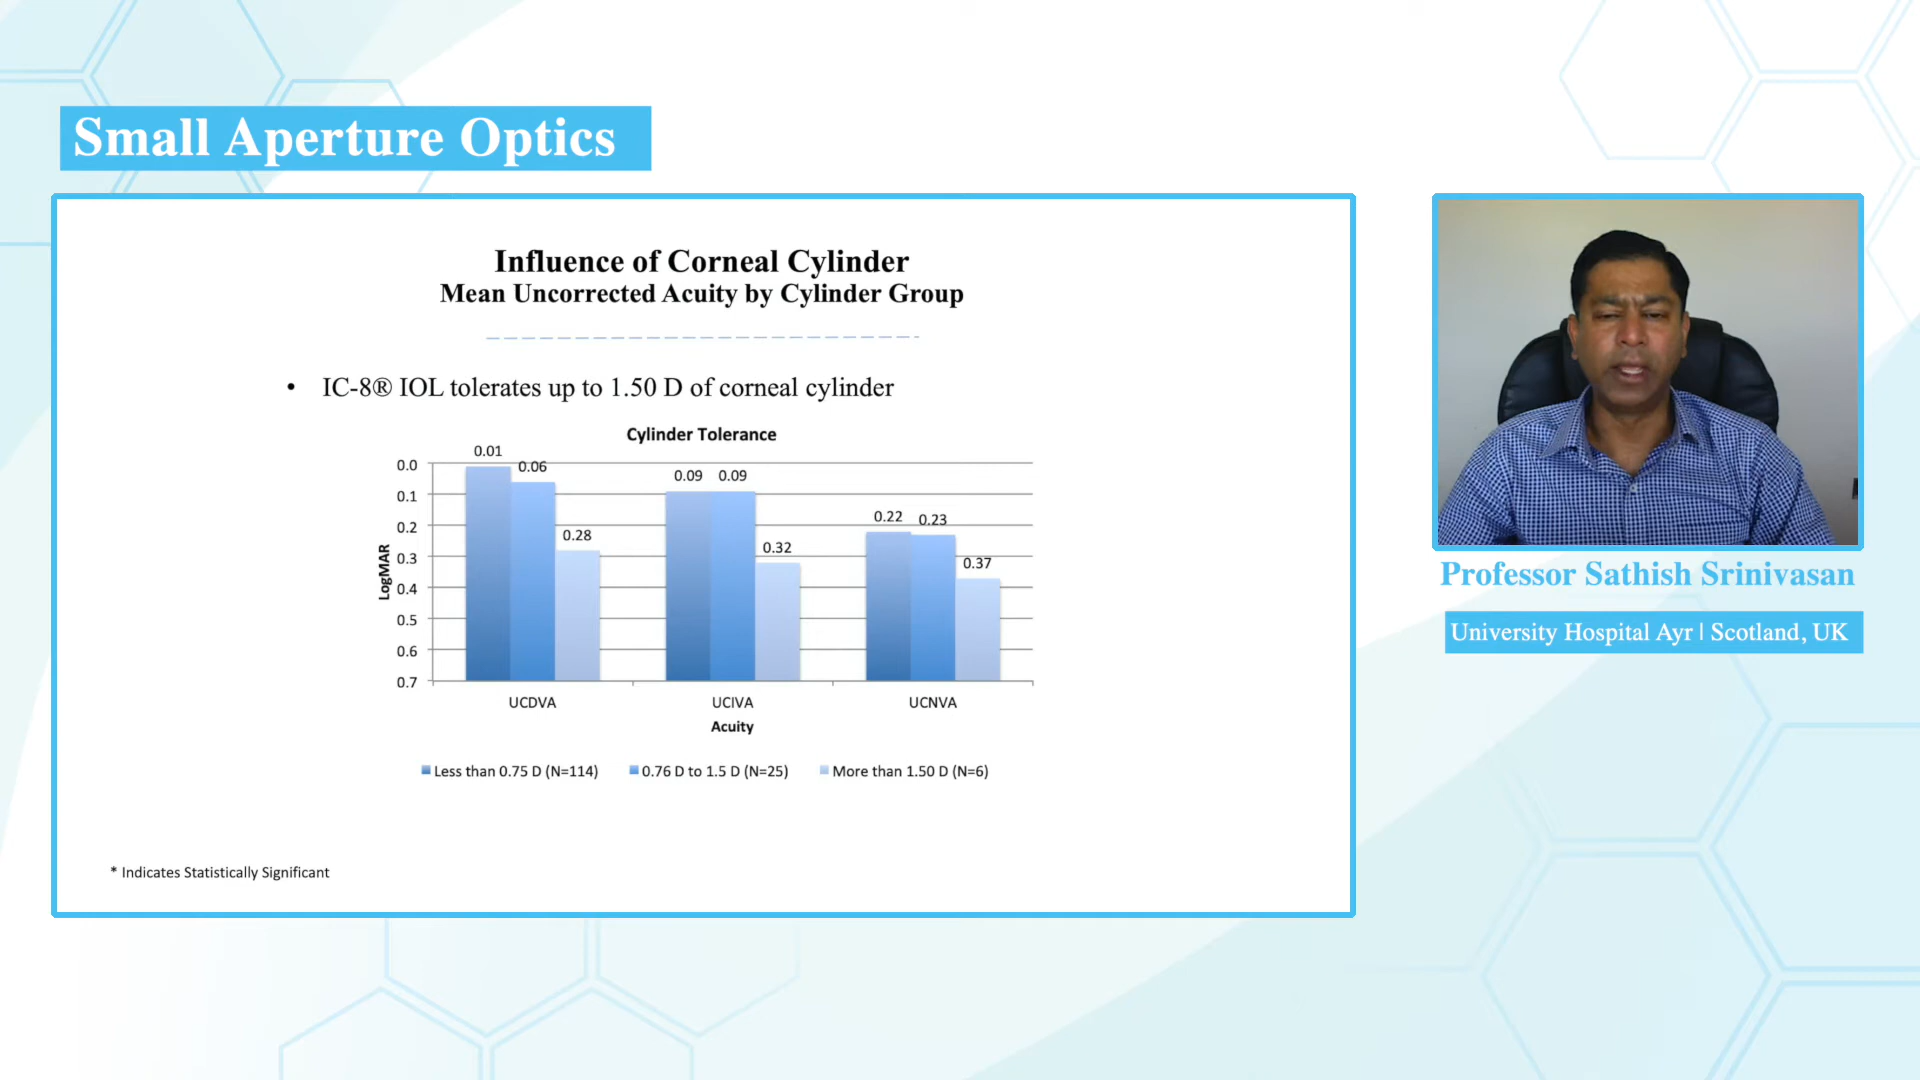 Small Aperture Optics
Influence of Corneal Cylinder
Mean Uncorrected Acuity by Cylinder Group
• IC-8® IOL tolerates up to 1.50 D of corneal cylinder
Cylinder Tolerance
0.01
0.06
0.28
0.09
0.09
0.32
0.22
0.23
0.37
0.0
0.1
0.2
0.3
0.4
0.5
0.6
0.7
LogMAR
UCDVA
UCIVA
UCNVA
Acuity
Less than 0.75 D (N=114)
0.76 D to 1.5 D (N=25)
More than 1.50 D (N=6)
* Indicates Statistically Significant
Professor Sathish Srinivasan
University Hospital Ayr | Scotland, UK